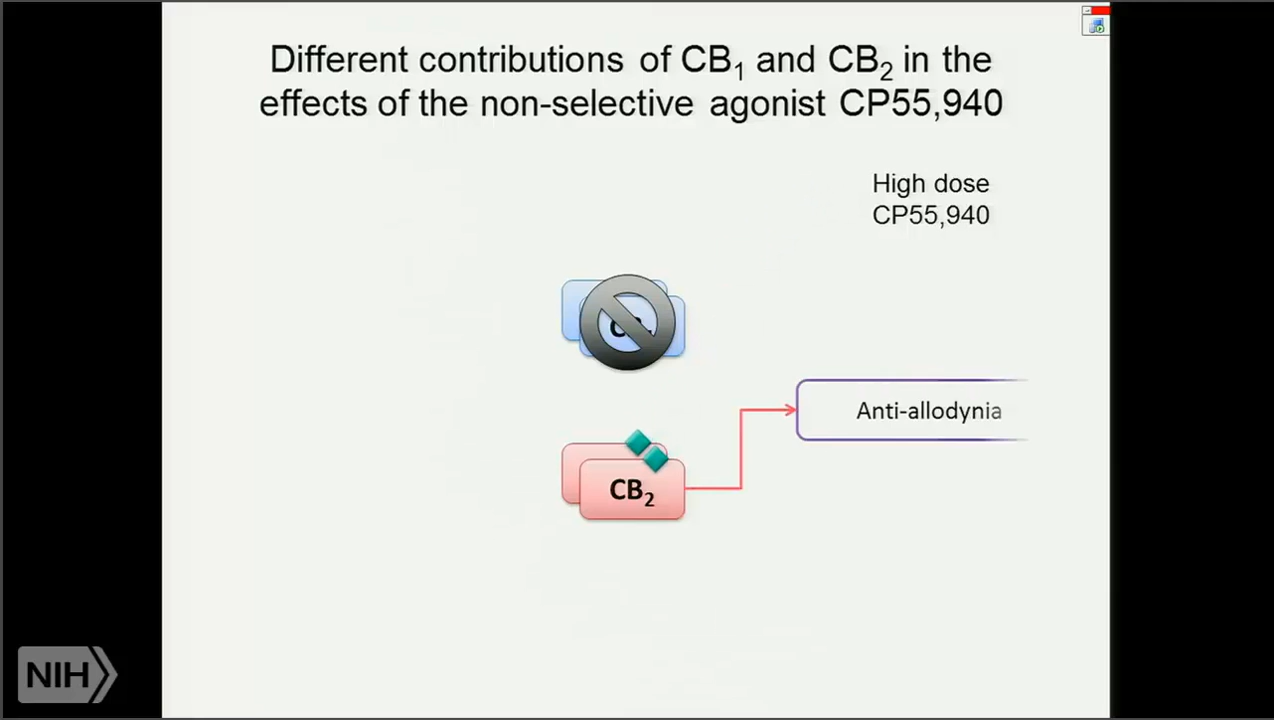 Different contributions of CB₁ and CB₂ in the
effects of the non-selective agonist CP55,940
High dose
CP55,940
Anti-allodynia
CB₂
NIH